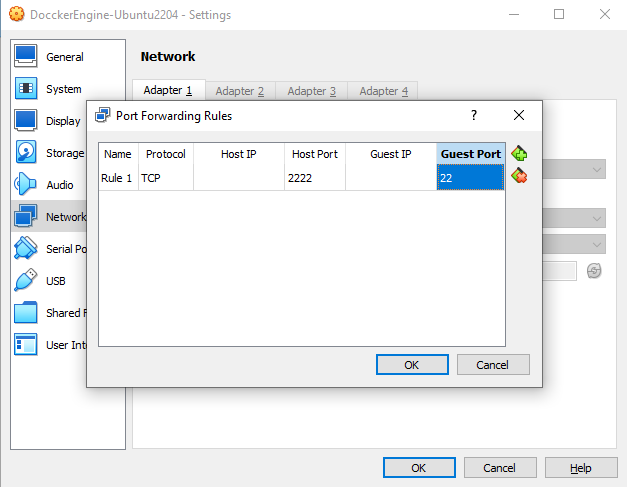 DocckerEngine-Ubuntu2204 - Settings
General
System
Display
Storage
Audio
Network
Serial Po
USB
Shared F
User Int
Network
Adapter 1
Adapter 2
Adapter 3
Adapter 4
Port Forwarding Rules
?
Name Protocol Host IP Host Port Guest IP Guest Port
Rule 1 TCP 2222 22
OK
Cancel
OK
Cancel
Help